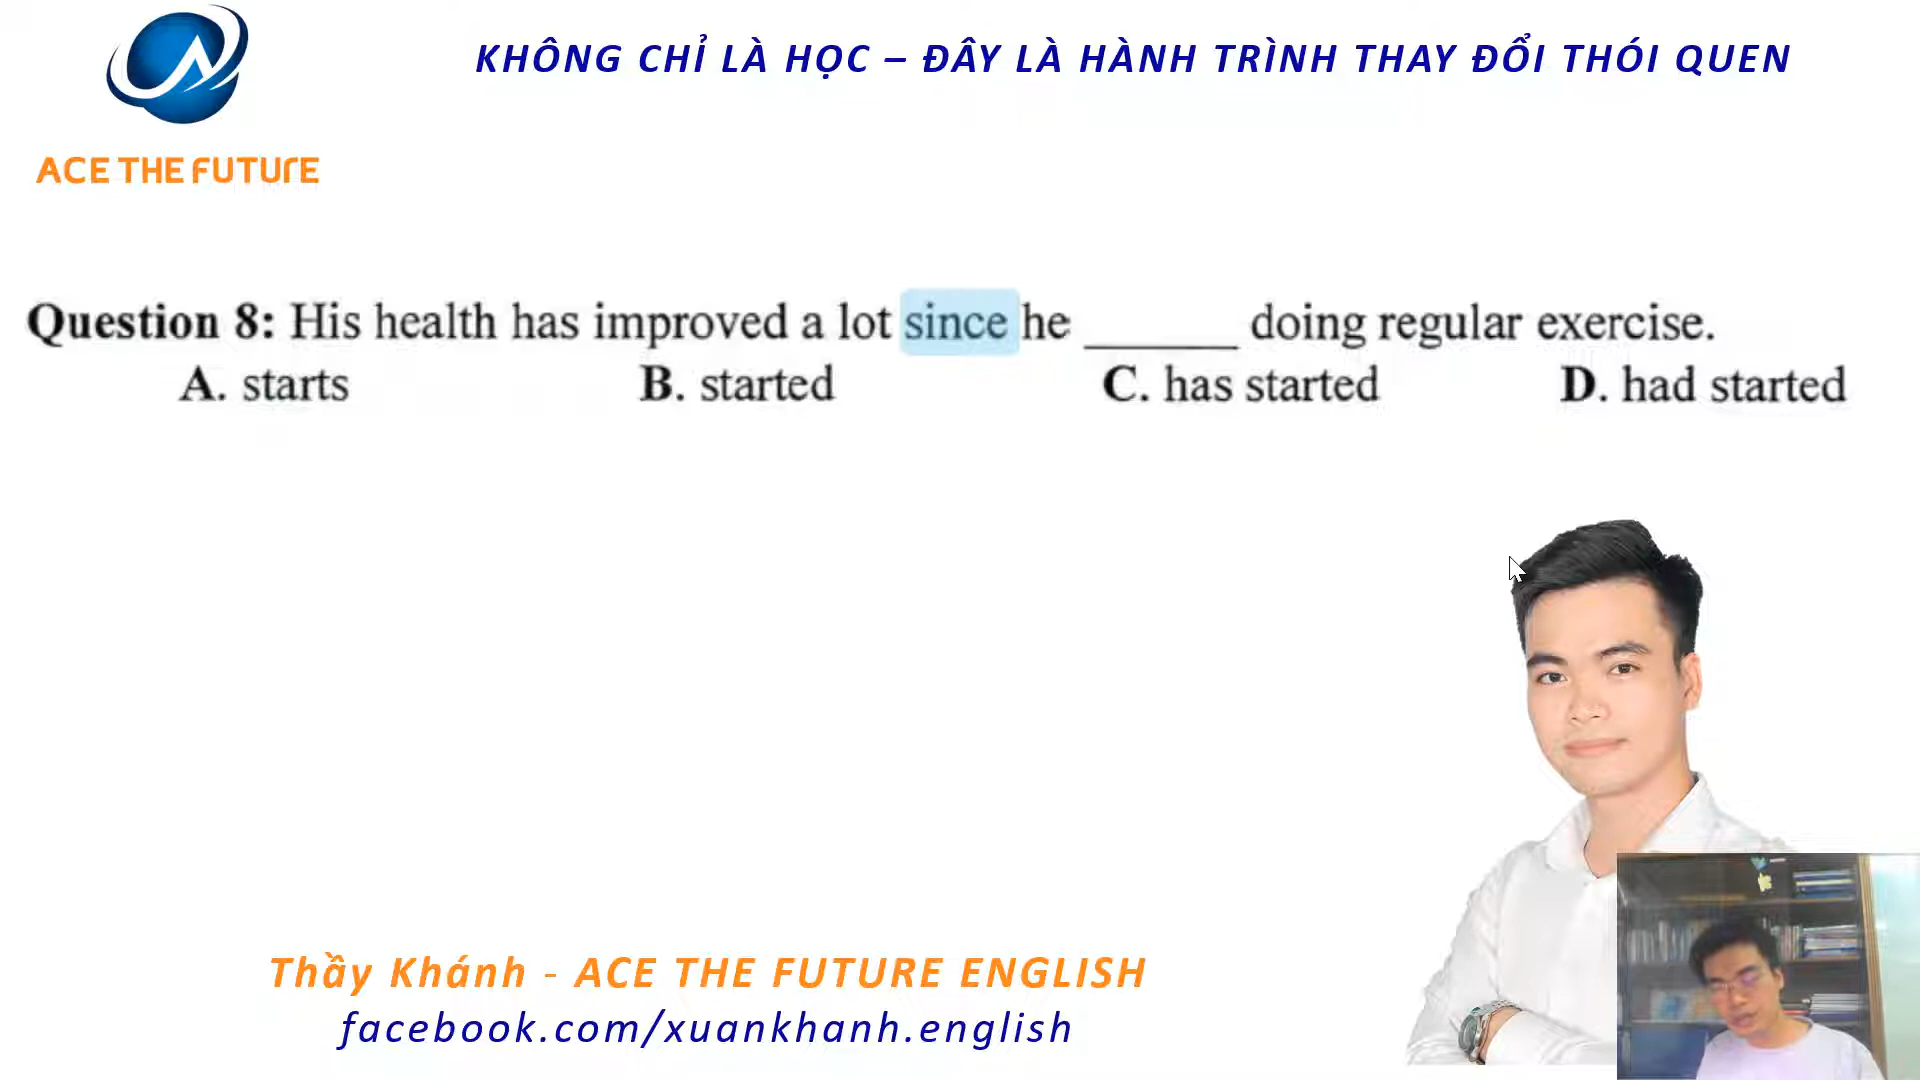 KHÔNG CHỈ LÀ HỌC – ĐÂY LÀ HÀNH TRÌNH THAY ĐỔI THÓI QUEN
ACE THE FUTURE
Question 8: His health has improved a lot since he ______ doing regular exercise.
A. starts B. started C. has started D. had started
Thầy Khánh - ACE THE FUTURE ENGLISH
facebook.com/xuankhanh.english